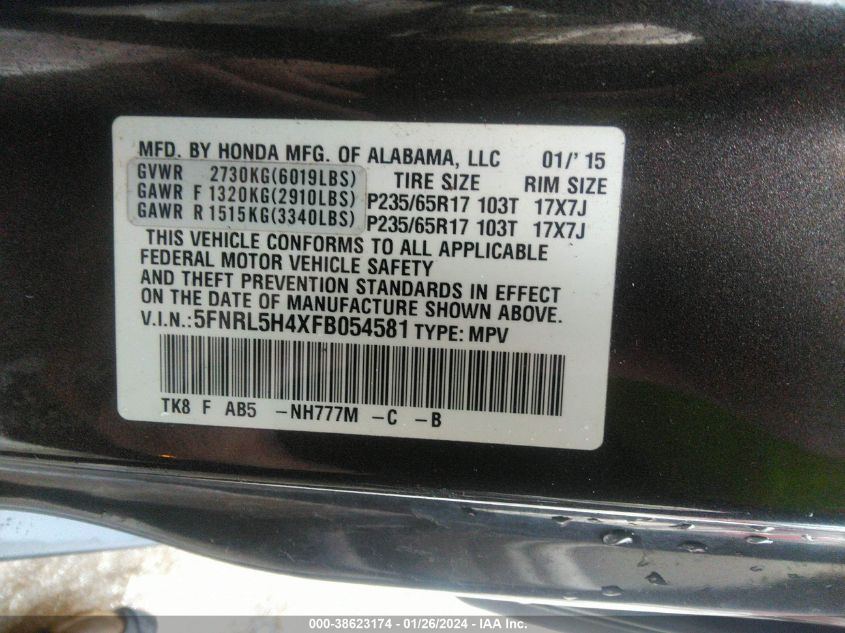 MFD. BY HONDA MFG. OF ALABAMA, LLC 01/' 15
GVWR 2730KG(6019LBS) TIRE SIZE RIM SIZE
GAWR F 1320KG(2910LBS) P235/65R17 103T 17X7J
GAWR R 1515KG(3340LBS) P235/65R17 103T 17X7J
THIS VEHICLE CONFORMS TO ALL APPLICABLE
FEDERAL MOTOR VEHICLE SAFETY
AND THEFT PREVENTION STANDARDS IN EFFECT
ON THE DATE OF MANUFACTURE SHOWN ABOVE.
V.I.N.:5FNRL5H4XFB054581 TYPE: MPV
TK8 F AB5 -NH777M -C -B
000-38623174 - 01/26/2024 - IAA Inc.